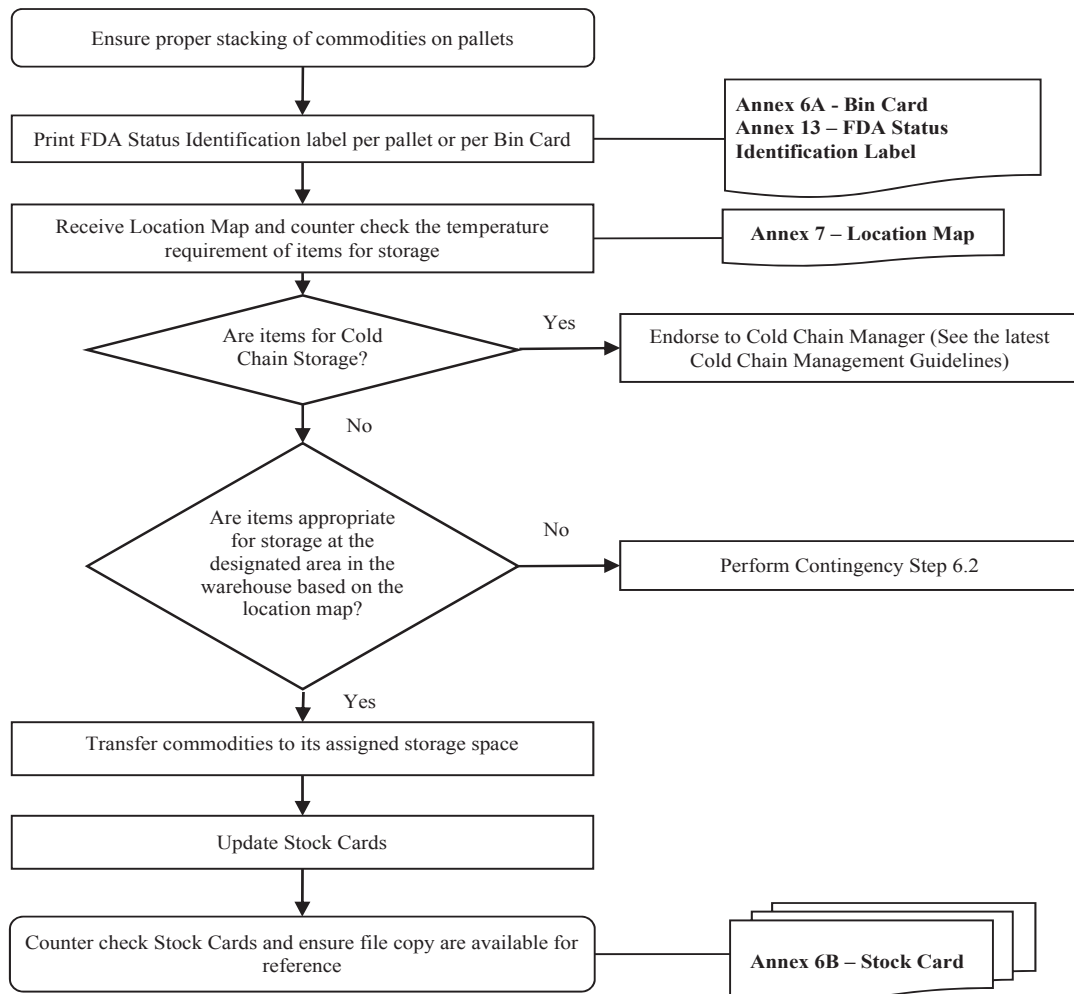 Ensure proper stacking of commodities on pallets
Print FDA Status Identification label per pallet or per Bin Card
Annex 6A - Bin Card
Annex 13 – FDA Status
Identification Label
Receive Location Map and counter check the temperature
requirement of items for storage
Annex 7 – Location Map
Are items for Cold
Chain Storage?
Yes
Endorse to Cold Chain Manager (See the latest
Cold Chain Management Guidelines)
No
Are items appropriate
for storage at the
designated area in the
warehouse based on the
location map?
No
Perform Contingency Step 6.2
Yes
Transfer commodities to its assigned storage space
Update Stock Cards
Counter check Stock Cards and ensure file copy are available for
reference
Annex 6B – Stock Card